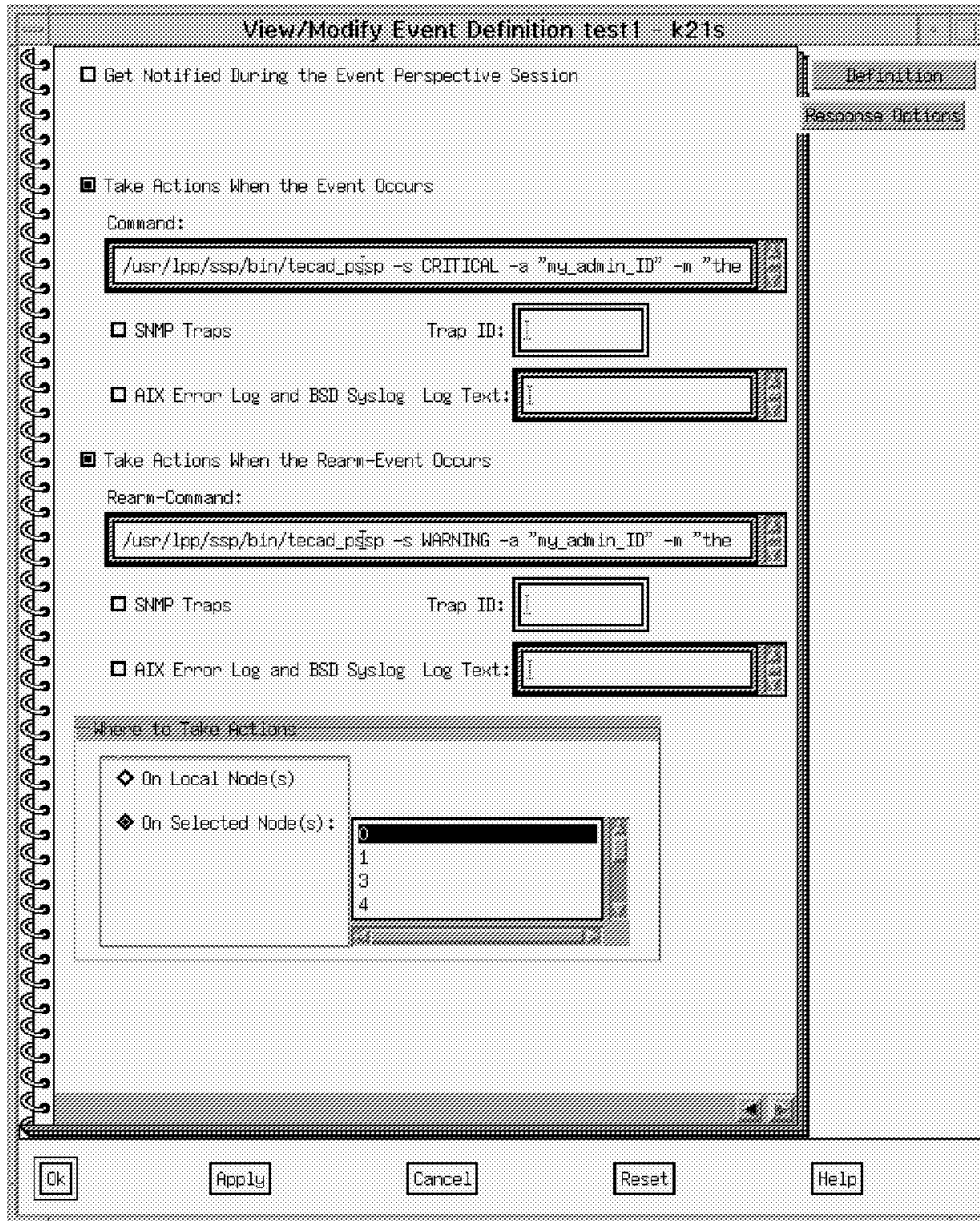 View/Modify Event Definition test1 - k21s
Get Notified During the Event Perspective Session
Definition
Response Options
Take Actions When the Event Occurs
Command:
/usr/lpp/ssp/bin/tecad_pssp -s CRITICAL -a "my_admin_ID" -m "the
SNMP Traps Trap ID:
AIX Error Log and BSD Syslog Log Text:
Take Actions When the Rearm-Event Occurs
Rearm-Command:
/usr/lpp/ssp/bin/tecad_pssp -s WARNING -a "my_admin_ID" -m "the
SNMP Traps Trap ID:
AIX Error Log and BSD Syslog Log Text:
Where to Take Actions
On Local Node(s)
On Selected Node(s):
0
1
3
4
Ok Apply Cancel Reset Help